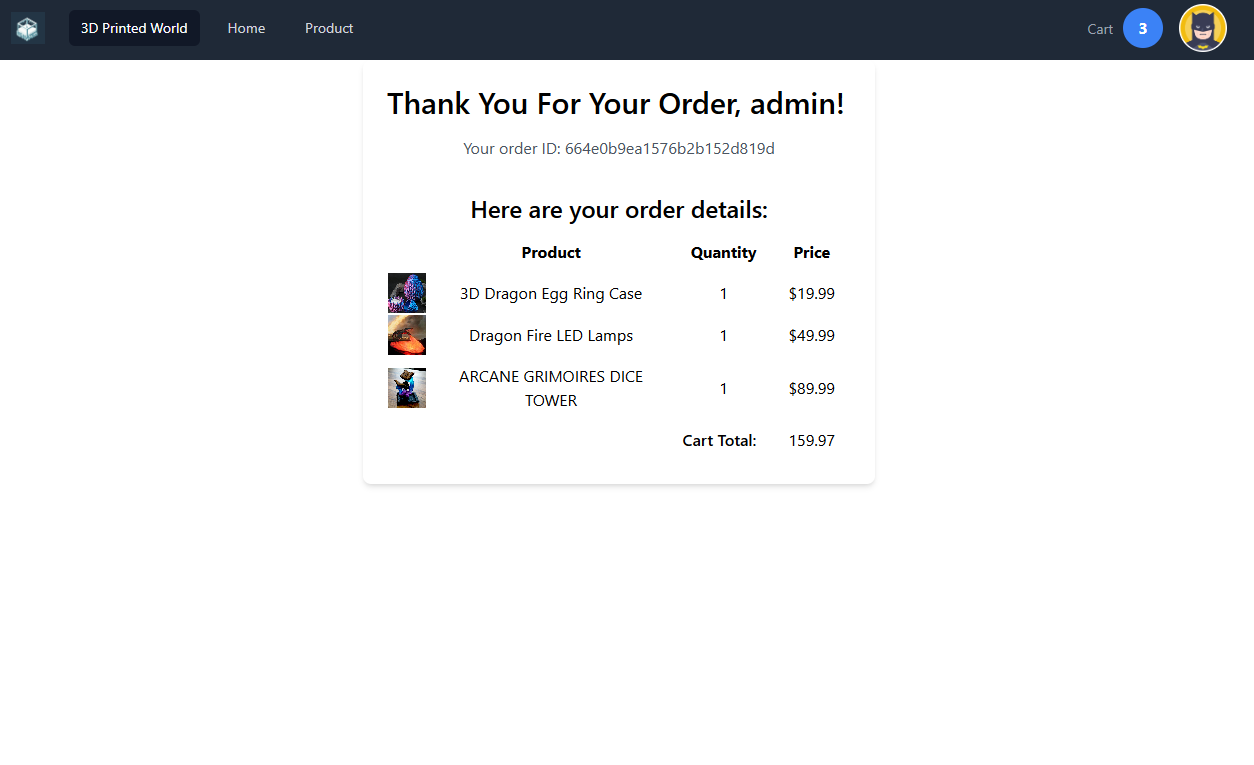 3D Printed World Home Product Cart 3
Thank You For Your Order, admin!
Your order ID: 664e0b9ea1576b2b152d819d
Here are your order details:
Product Quantity Price
3D Dragon Egg Ring Case 1 $19.99
Dragon Fire LED Lamps 1 $49.99
ARCANE GRIMOIRES DICE
TOWER 1 $89.99
Cart Total: 159.97